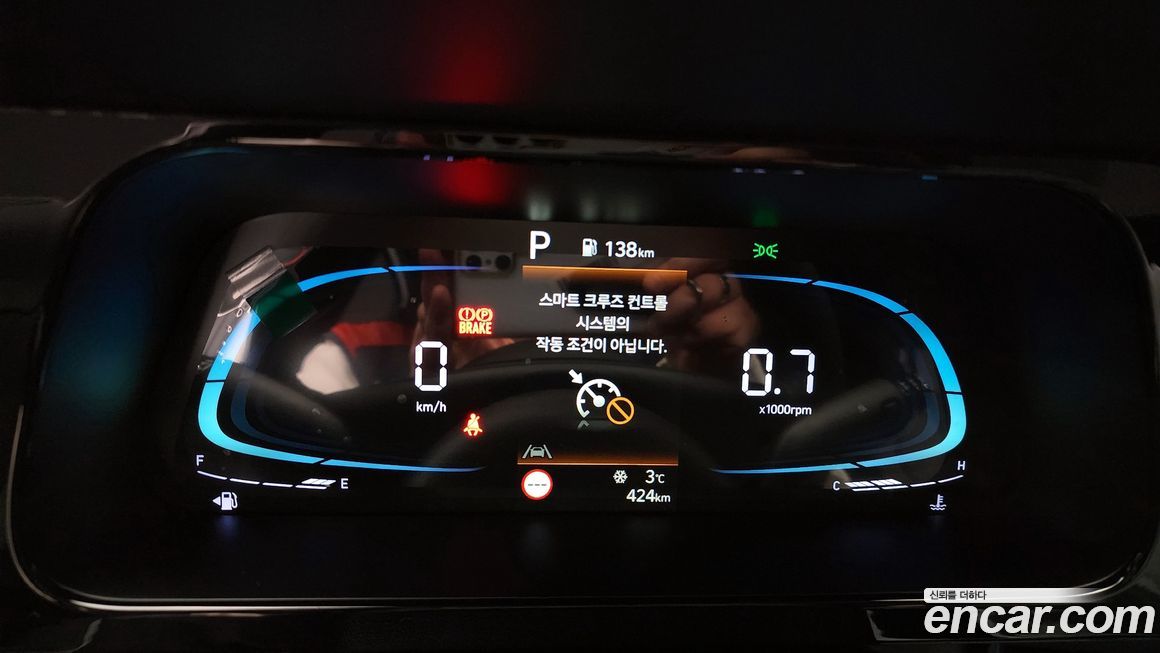 P 138km
스마트 크루즈 컨트롤
시스템의
작동 조건이 아닙니다.
BRAKE
0
km/h
0.7
x1000rpm
F
E
---
3℃
424km
C
H
신뢰를 더하다
encar.com